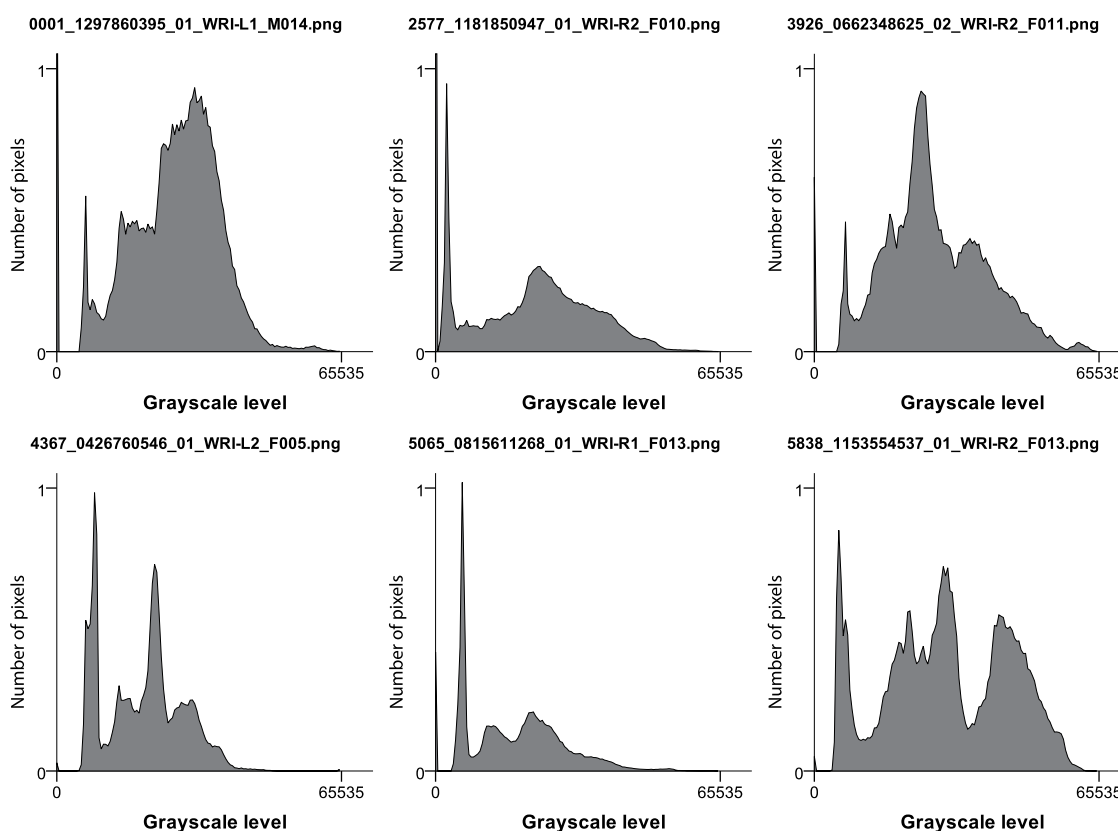 0001_1297860395_01_WRI-L1_M014.png
1
Number of pixels
0
0
65535
Grayscale level
2577_1181850947_01_WRI-R2_F010.png
1
Number of pixels
0
0
65535
Grayscale level
3926_0662348625_02_WRI-R2_F011.png
1
Number of pixels
0
0
65535
Grayscale level
4367_0426760546_01_WRI-L2_F005.png
1
Number of pixels
0
0
65535
Grayscale level
5065_0815611268_01_WRI-R1_F013.png
1
Number of pixels
0
0
65535
Grayscale level
5838_1153554537_01_WRI-R2_F013.png
1
Number of pixels
0
0
65535
Grayscale level